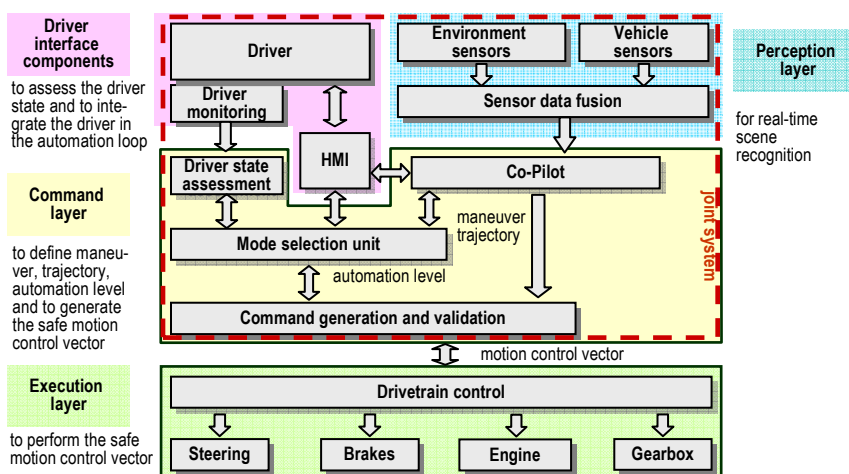 Driver
interface
components
to assess the driver
state and to inte-
grate the driver in
the automation loop
Command
layer
to define maneu-
ver, trajectory,
automation level
and to generate
the safe motion
control vector
Execution
layer
to perform the safe
motion control vector
Driver
Driver
monitoring
HMI
Driver state
assessment
Environment
sensors
Vehicle
sensors
Sensor data fusion
Co-Pilot
maneuver
trajectory
Mode selection unit
automation level
Command generation and validation
joint system
motion control vector
Drivetrain control
Steering
Brakes
Engine
Gearbox
Perception
layer
for real-time
scene
recognition